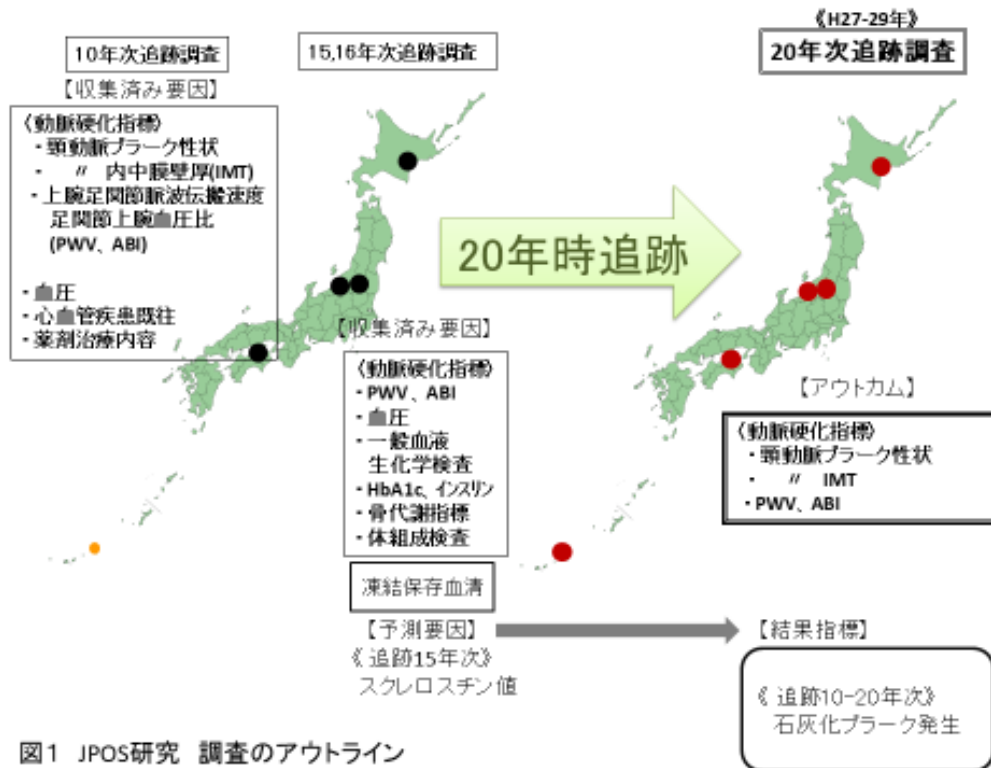 10年次追跡調査
【収集済み要因】
《動脈硬化指標》
・頸動脈プラーク性状
・ 〃 内中膜壁厚(IMT)
・上腕足関節脈波伝搬速度
足関節上腕血圧比
(PWV、ABI)
・血圧
・心血管疾患既往
・薬剤治療内容
15,16年次追跡調査
【収集済み要因】
《動脈硬化指標》
・PWV、ABI
・血圧
・一般血液
生化学検査
・HbA1c、インスリン
・骨代謝指標
・体組成検査
凍結保存血清
【予測要因】
《追跡15年次》
スクレロスチン値
20年時追跡
《H27-29年》
20年次追跡調査
【アウトカム】
《動脈硬化指標》
・頸動脈プラーク性状
・ 〃 IMT
・PWV、ABI
【結果指標】
《追跡10-20年次》
石灰化プラーク発生
図1 JPOS研究 調査のアウトライン